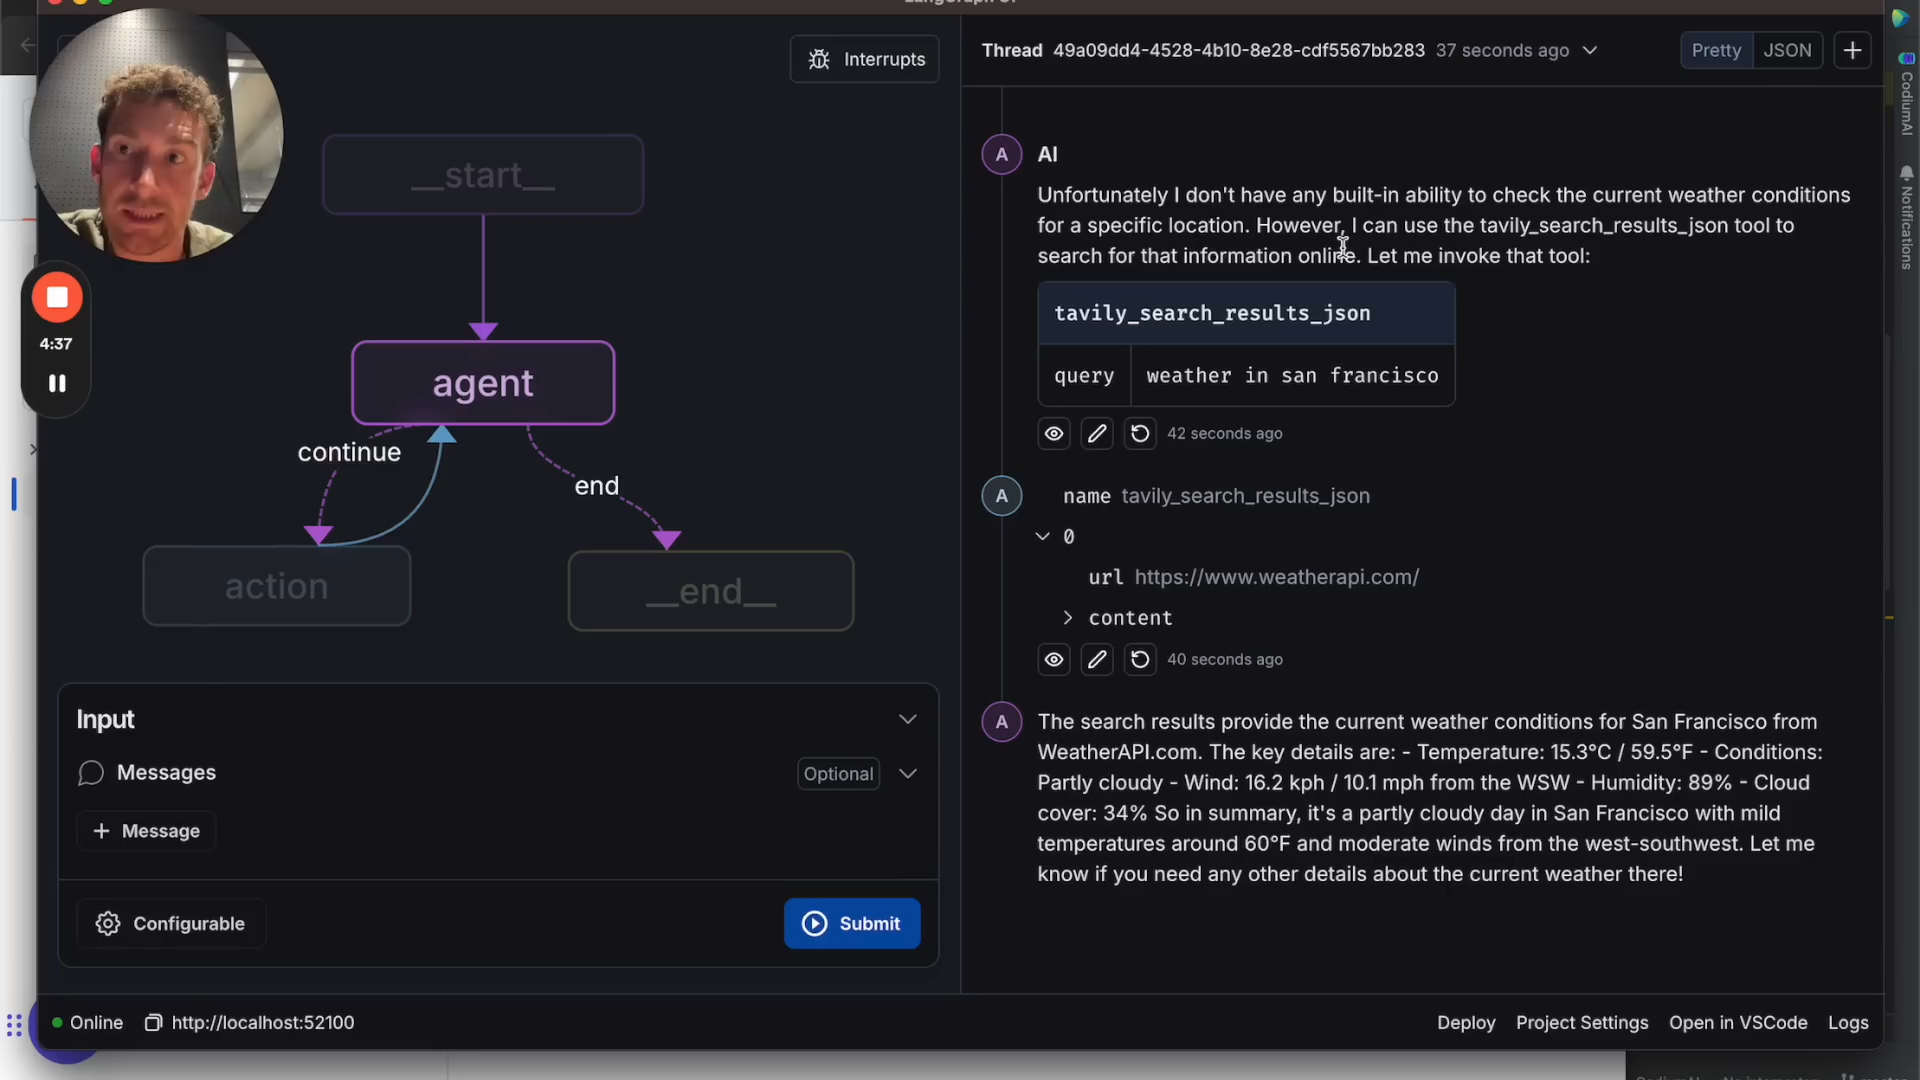 Interrupts
Thread 49a09dd4-4528-4b10-8e28-cdf5567bb283 37 seconds ago
Pretty JSON
__start__
agent
continue
end
action
__end__
4:37
A AI
Unfortunately I don't have any built-in ability to check the current weather conditions
for a specific location. However, I can use the tavily_search_results_json tool to
search for that information online. Let me invoke that tool:
tavily_search_results_json
query weather in san francisco
42 seconds ago
A name tavily_search_results_json
0
url https://www.weatherapi.com/
content
40 seconds ago
A The search results provide the current weather conditions for San Francisco from
WeatherAPI.com. The key details are: - Temperature: 15.3°C / 59.5°F - Conditions:
Partly cloudy - Wind: 16.2 kph / 10.1 mph from the WSW - Humidity: 89% - Cloud
cover: 34% So in summary, it's a partly cloudy day in San Francisco with mild
temperatures around 60°F and moderate winds from the west-southwest. Let me
know if you need any other details about the current weather there!
Input
Messages Optional
+ Message
Configurable Submit
Online http://localhost:52100
Deploy Project Settings Open in VSCode Logs
CodiumAI
Notifications